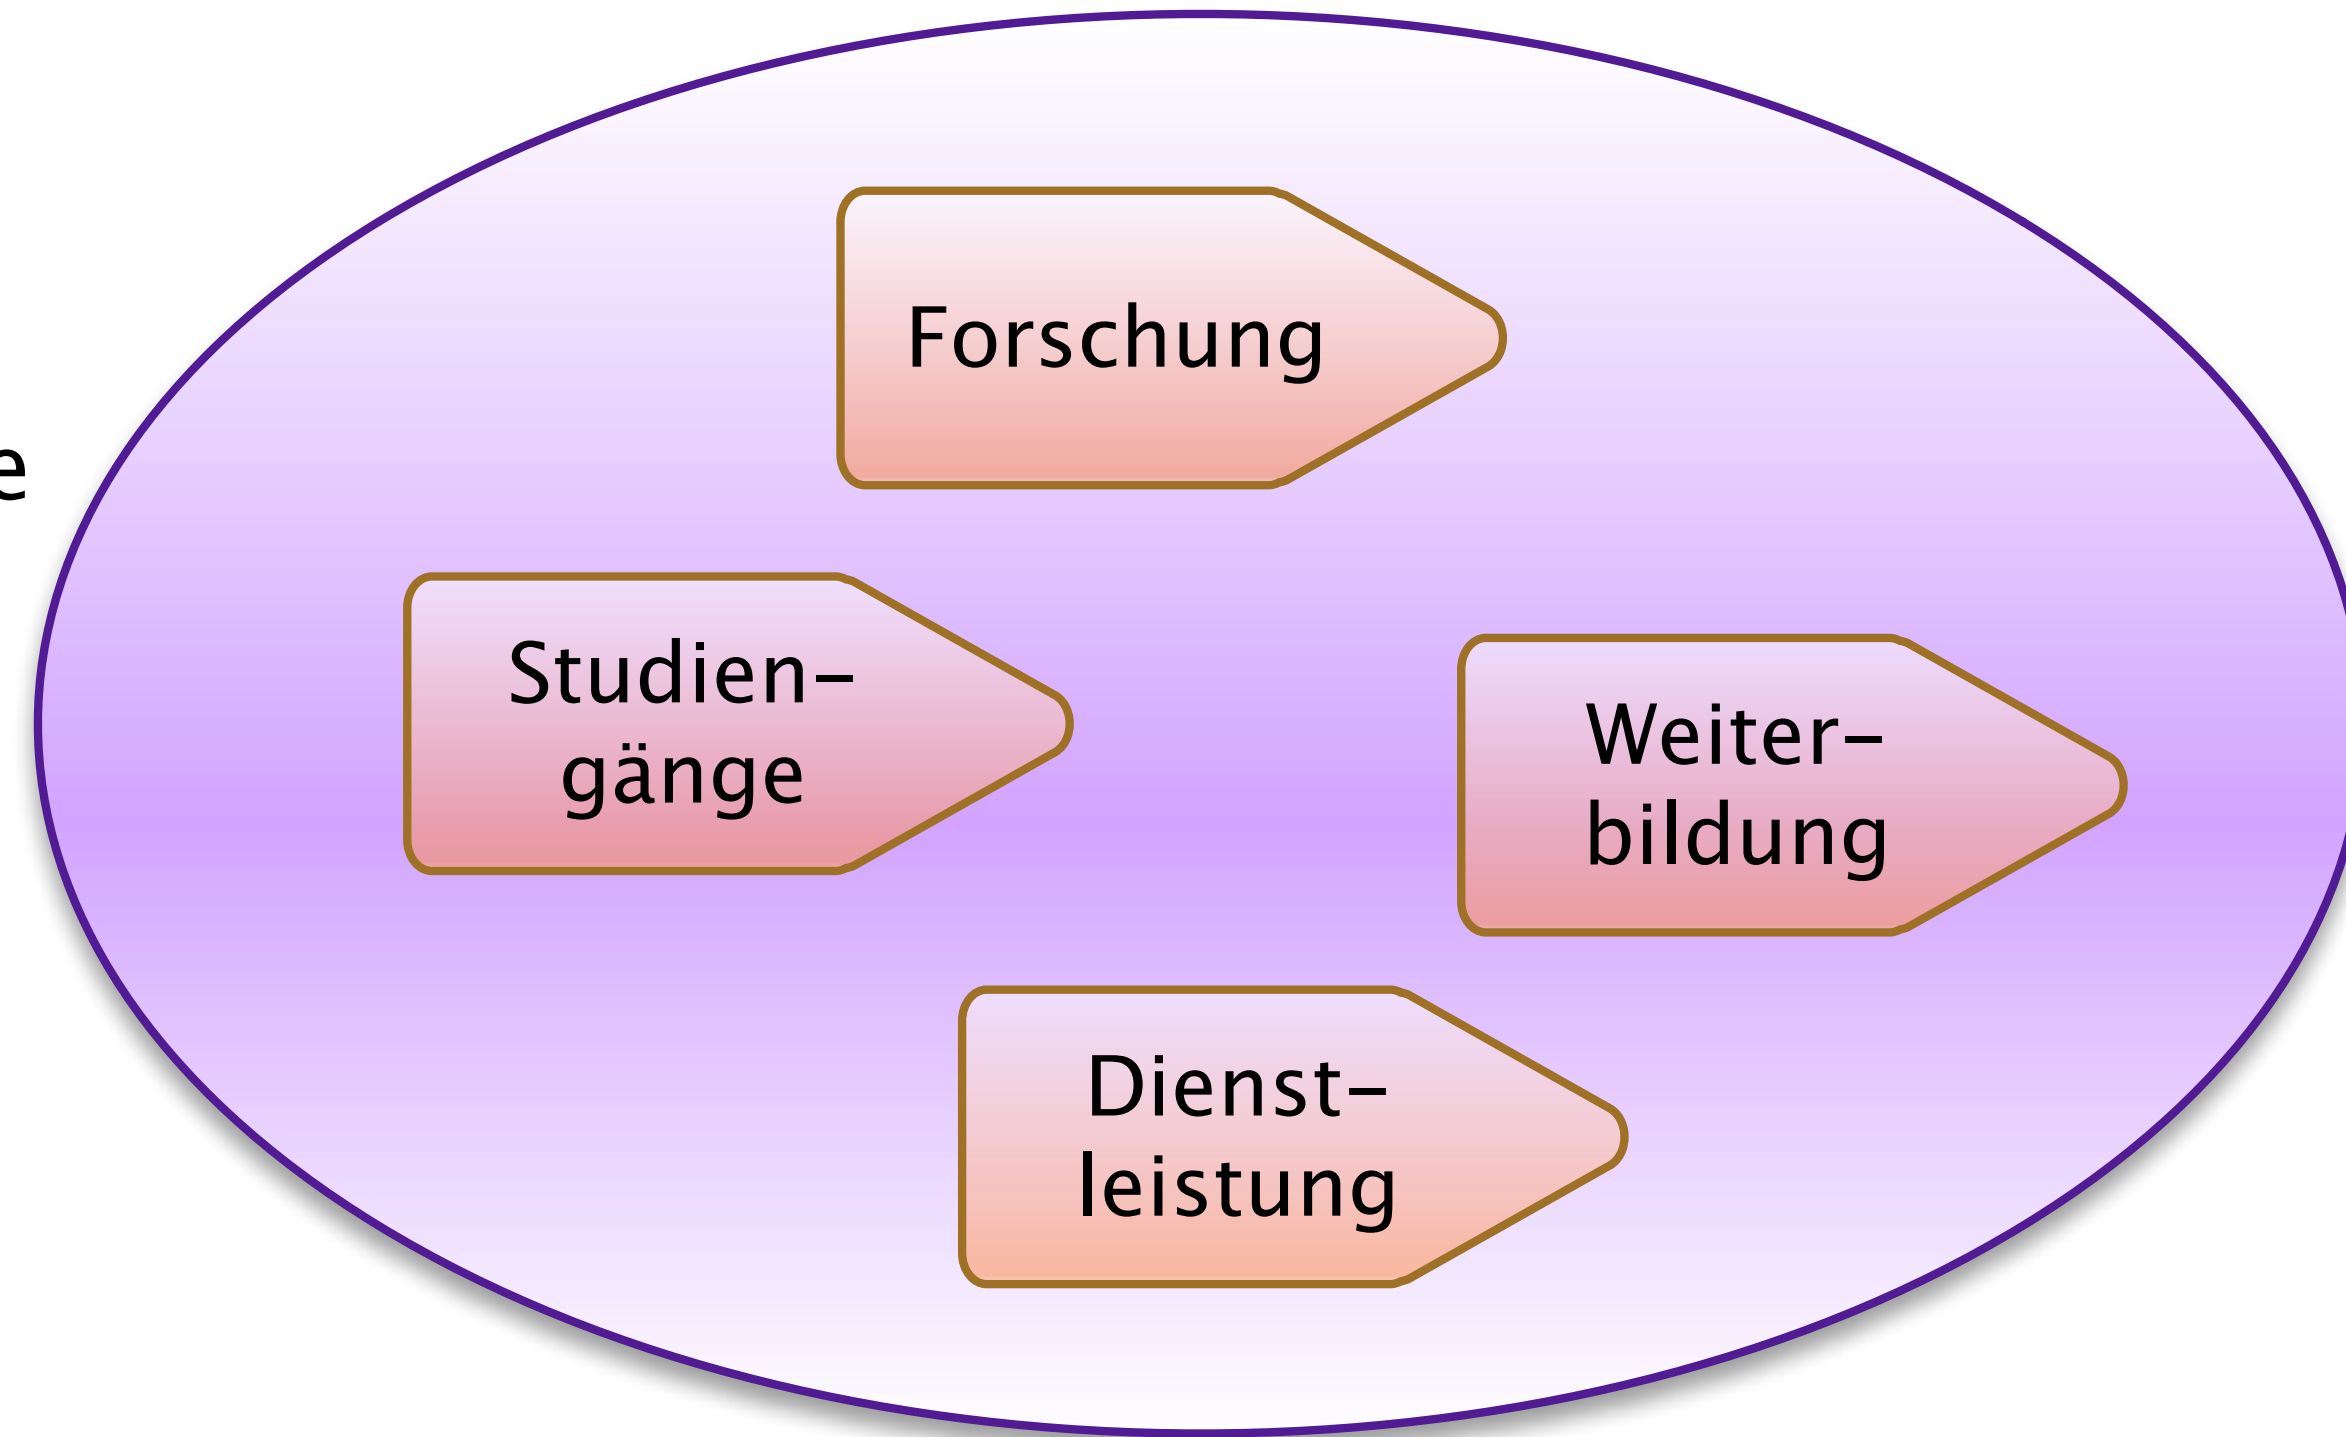 Forschung
Studien-
gänge
Weiter-
bildung
Dienst-
leistung